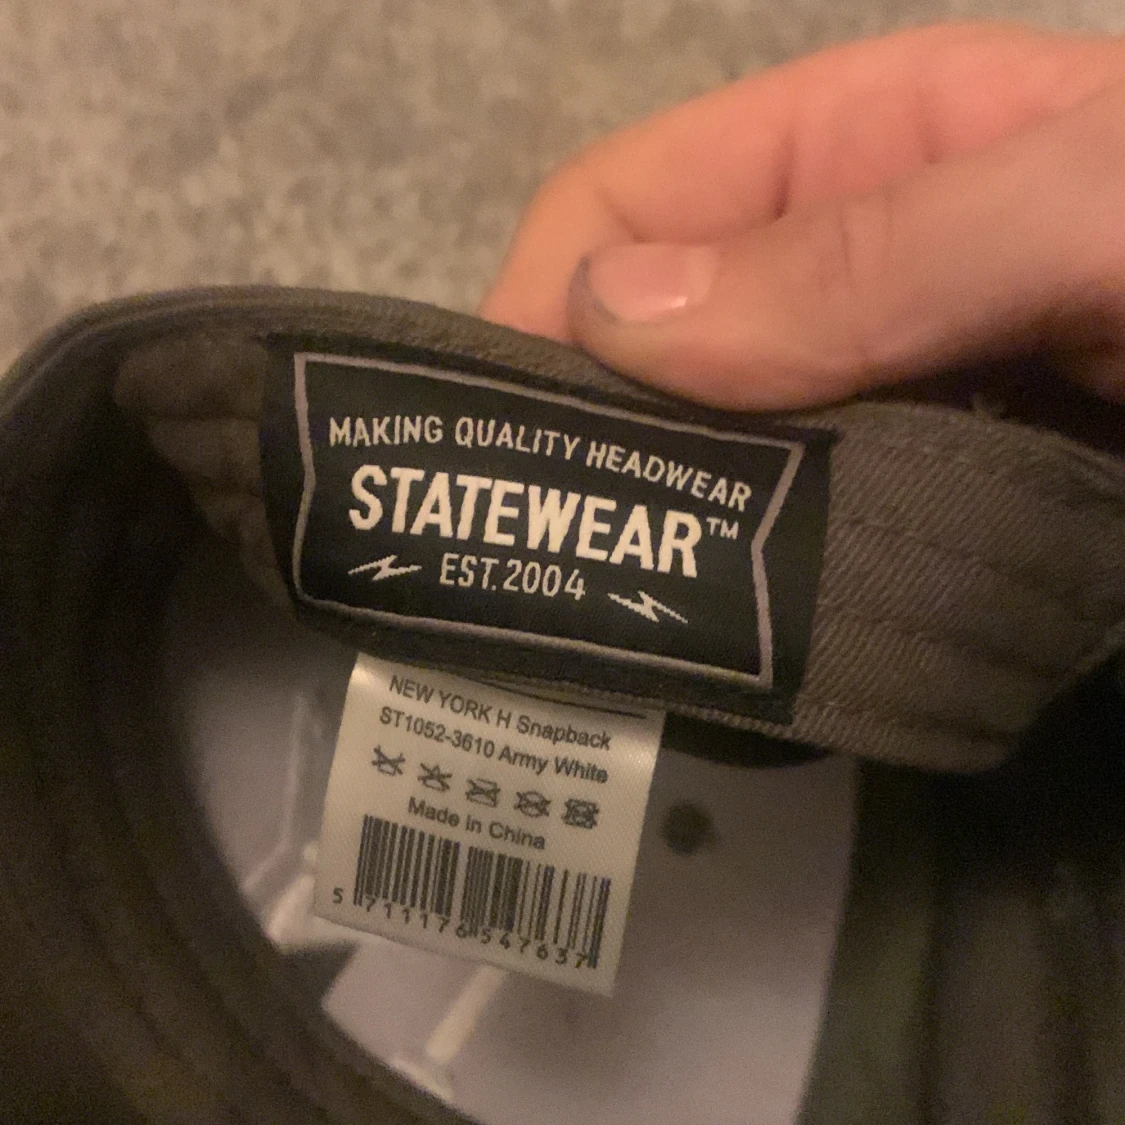 MAKING QUALITY HEADWEAR
STATEWEAR™
EST.2004
NEW YORK H Snapback
ST1052-3610 Army White
Made in China
5 711176 547637